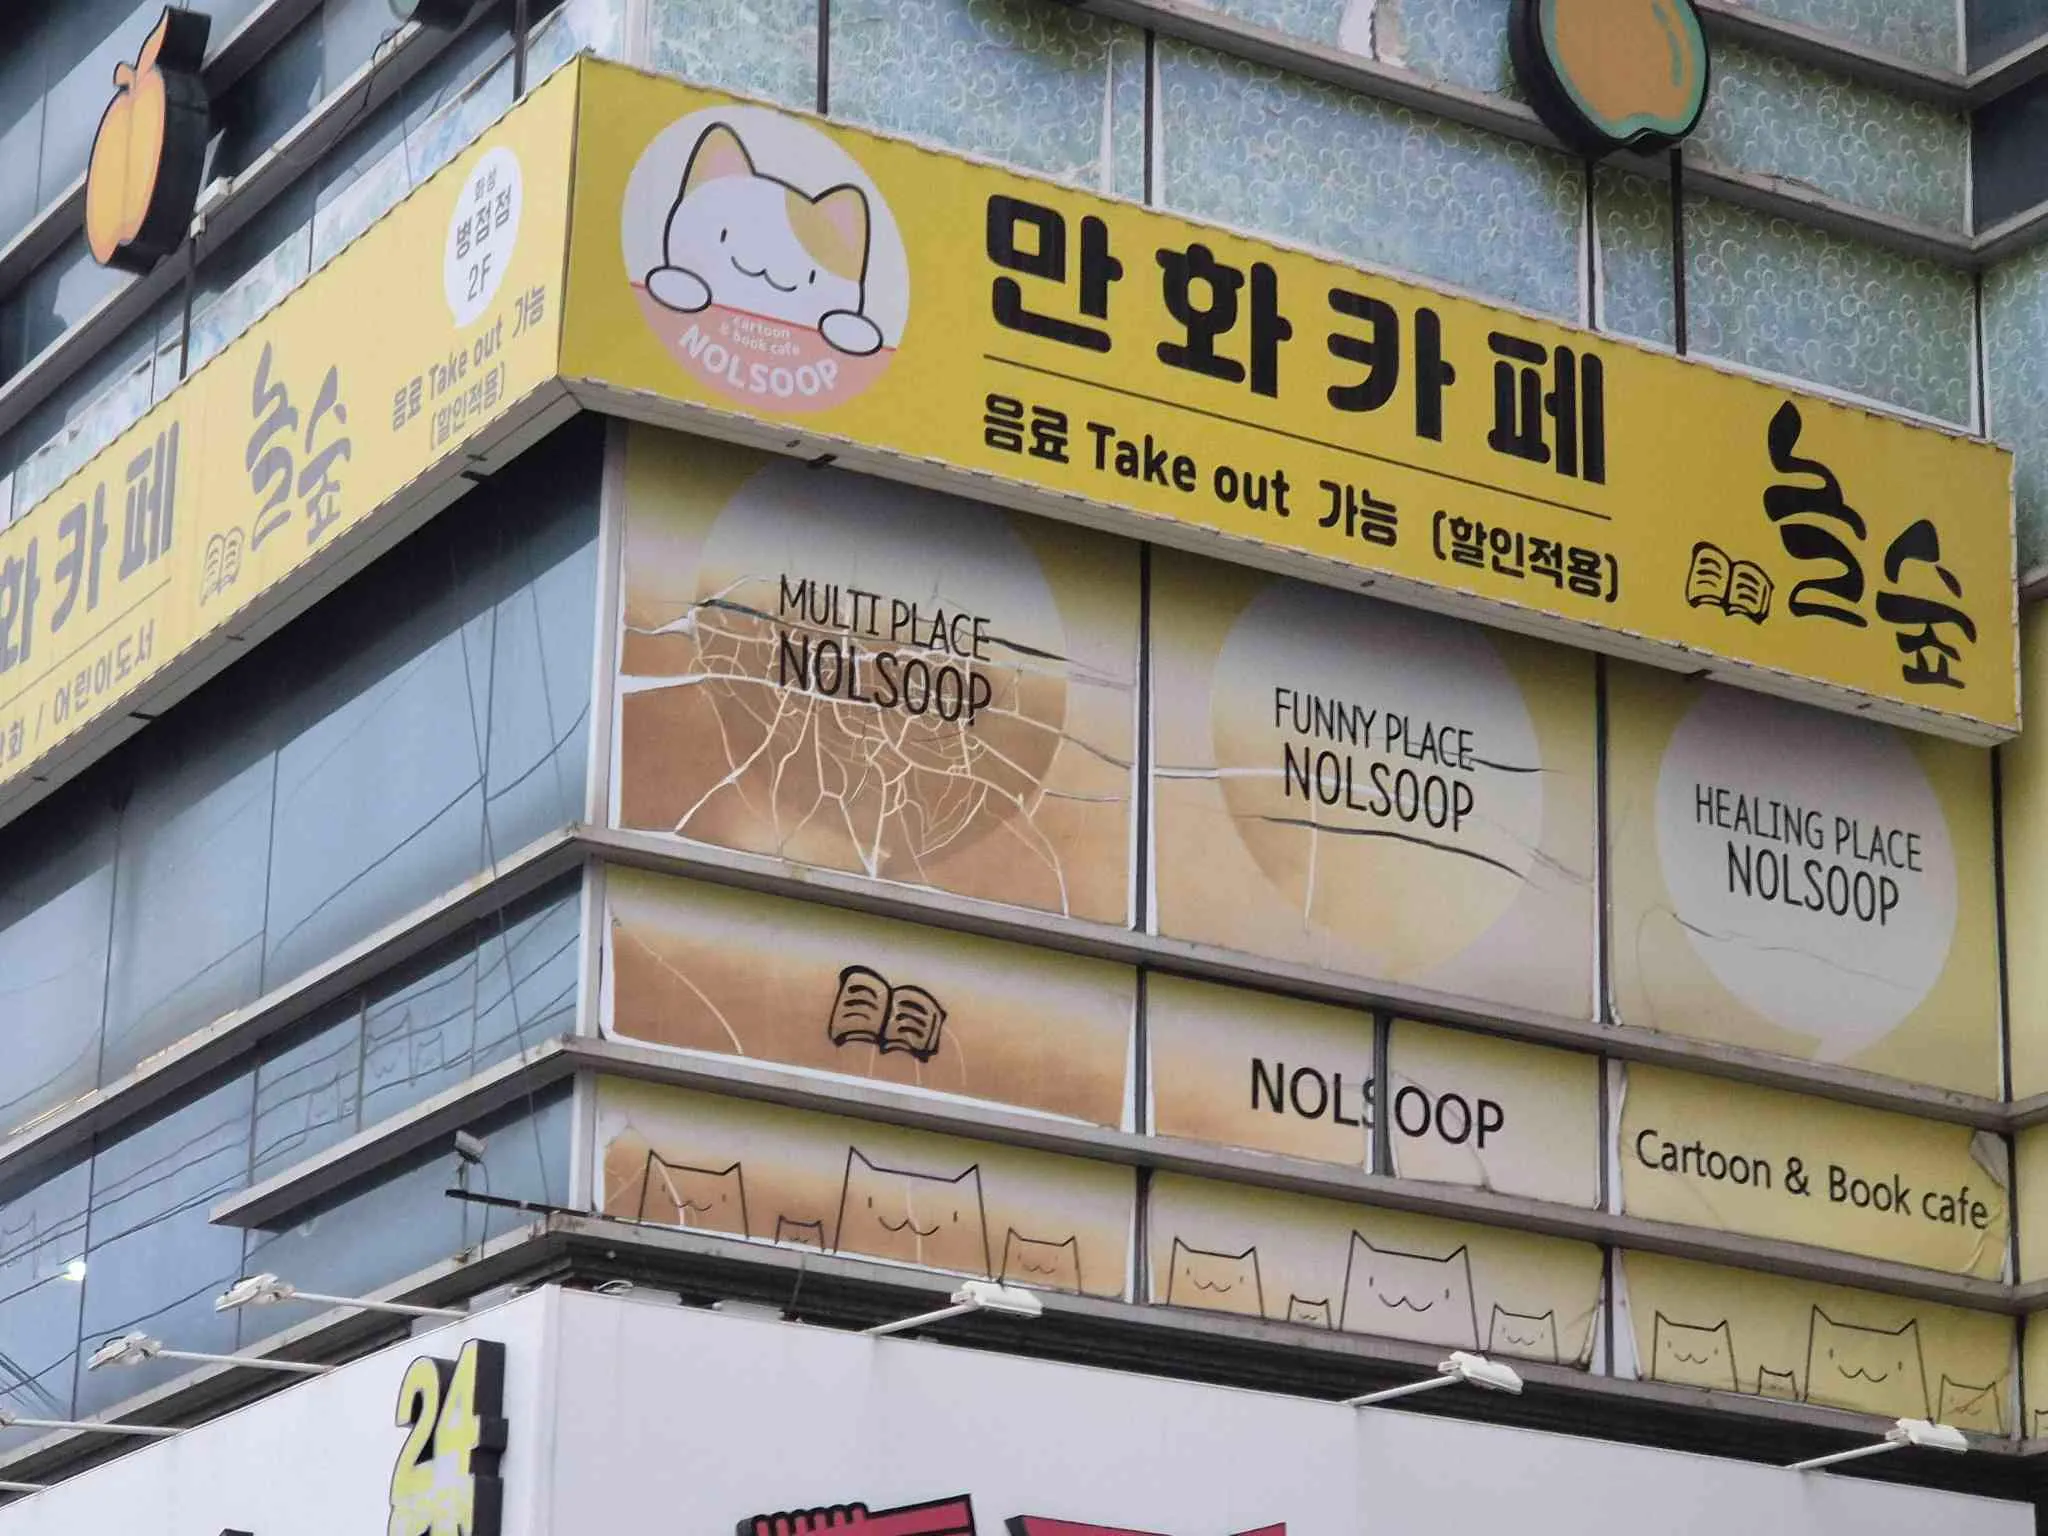 화성
병점점
2F
음료 Take out 가능
(할인적용)
화카페
놀숲
만화 / 어린이도서
cartoon
& book cafe
NOLSOOP
만화카페
음료 Take out 가능 (할인적용)
놀숲
MULTI PLACE
NOLSOOP
FUNNY PLACE
NOLSOOP
HEALING PLACE
NOLSOOP
NOLSOOP
Cartoon & Book cafe
24
OPEN